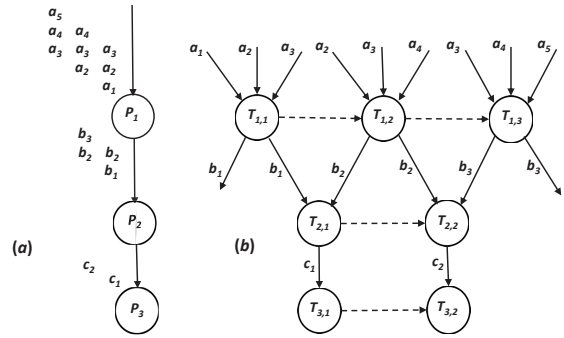 a5
a4 a4
a3 a3 a3
a2 a2
a1
P1
b3
b2 b2
b1
P2
(a)
c2 c1
P3
a1 a2 a3 a2 a3 a4 a3 a4 a5
T1,1 T1,2 T1,3
b1 b1 b2 b2 b3 b3
T2,1 T2,2
(b)
c1 c2
T3,1 T3,2